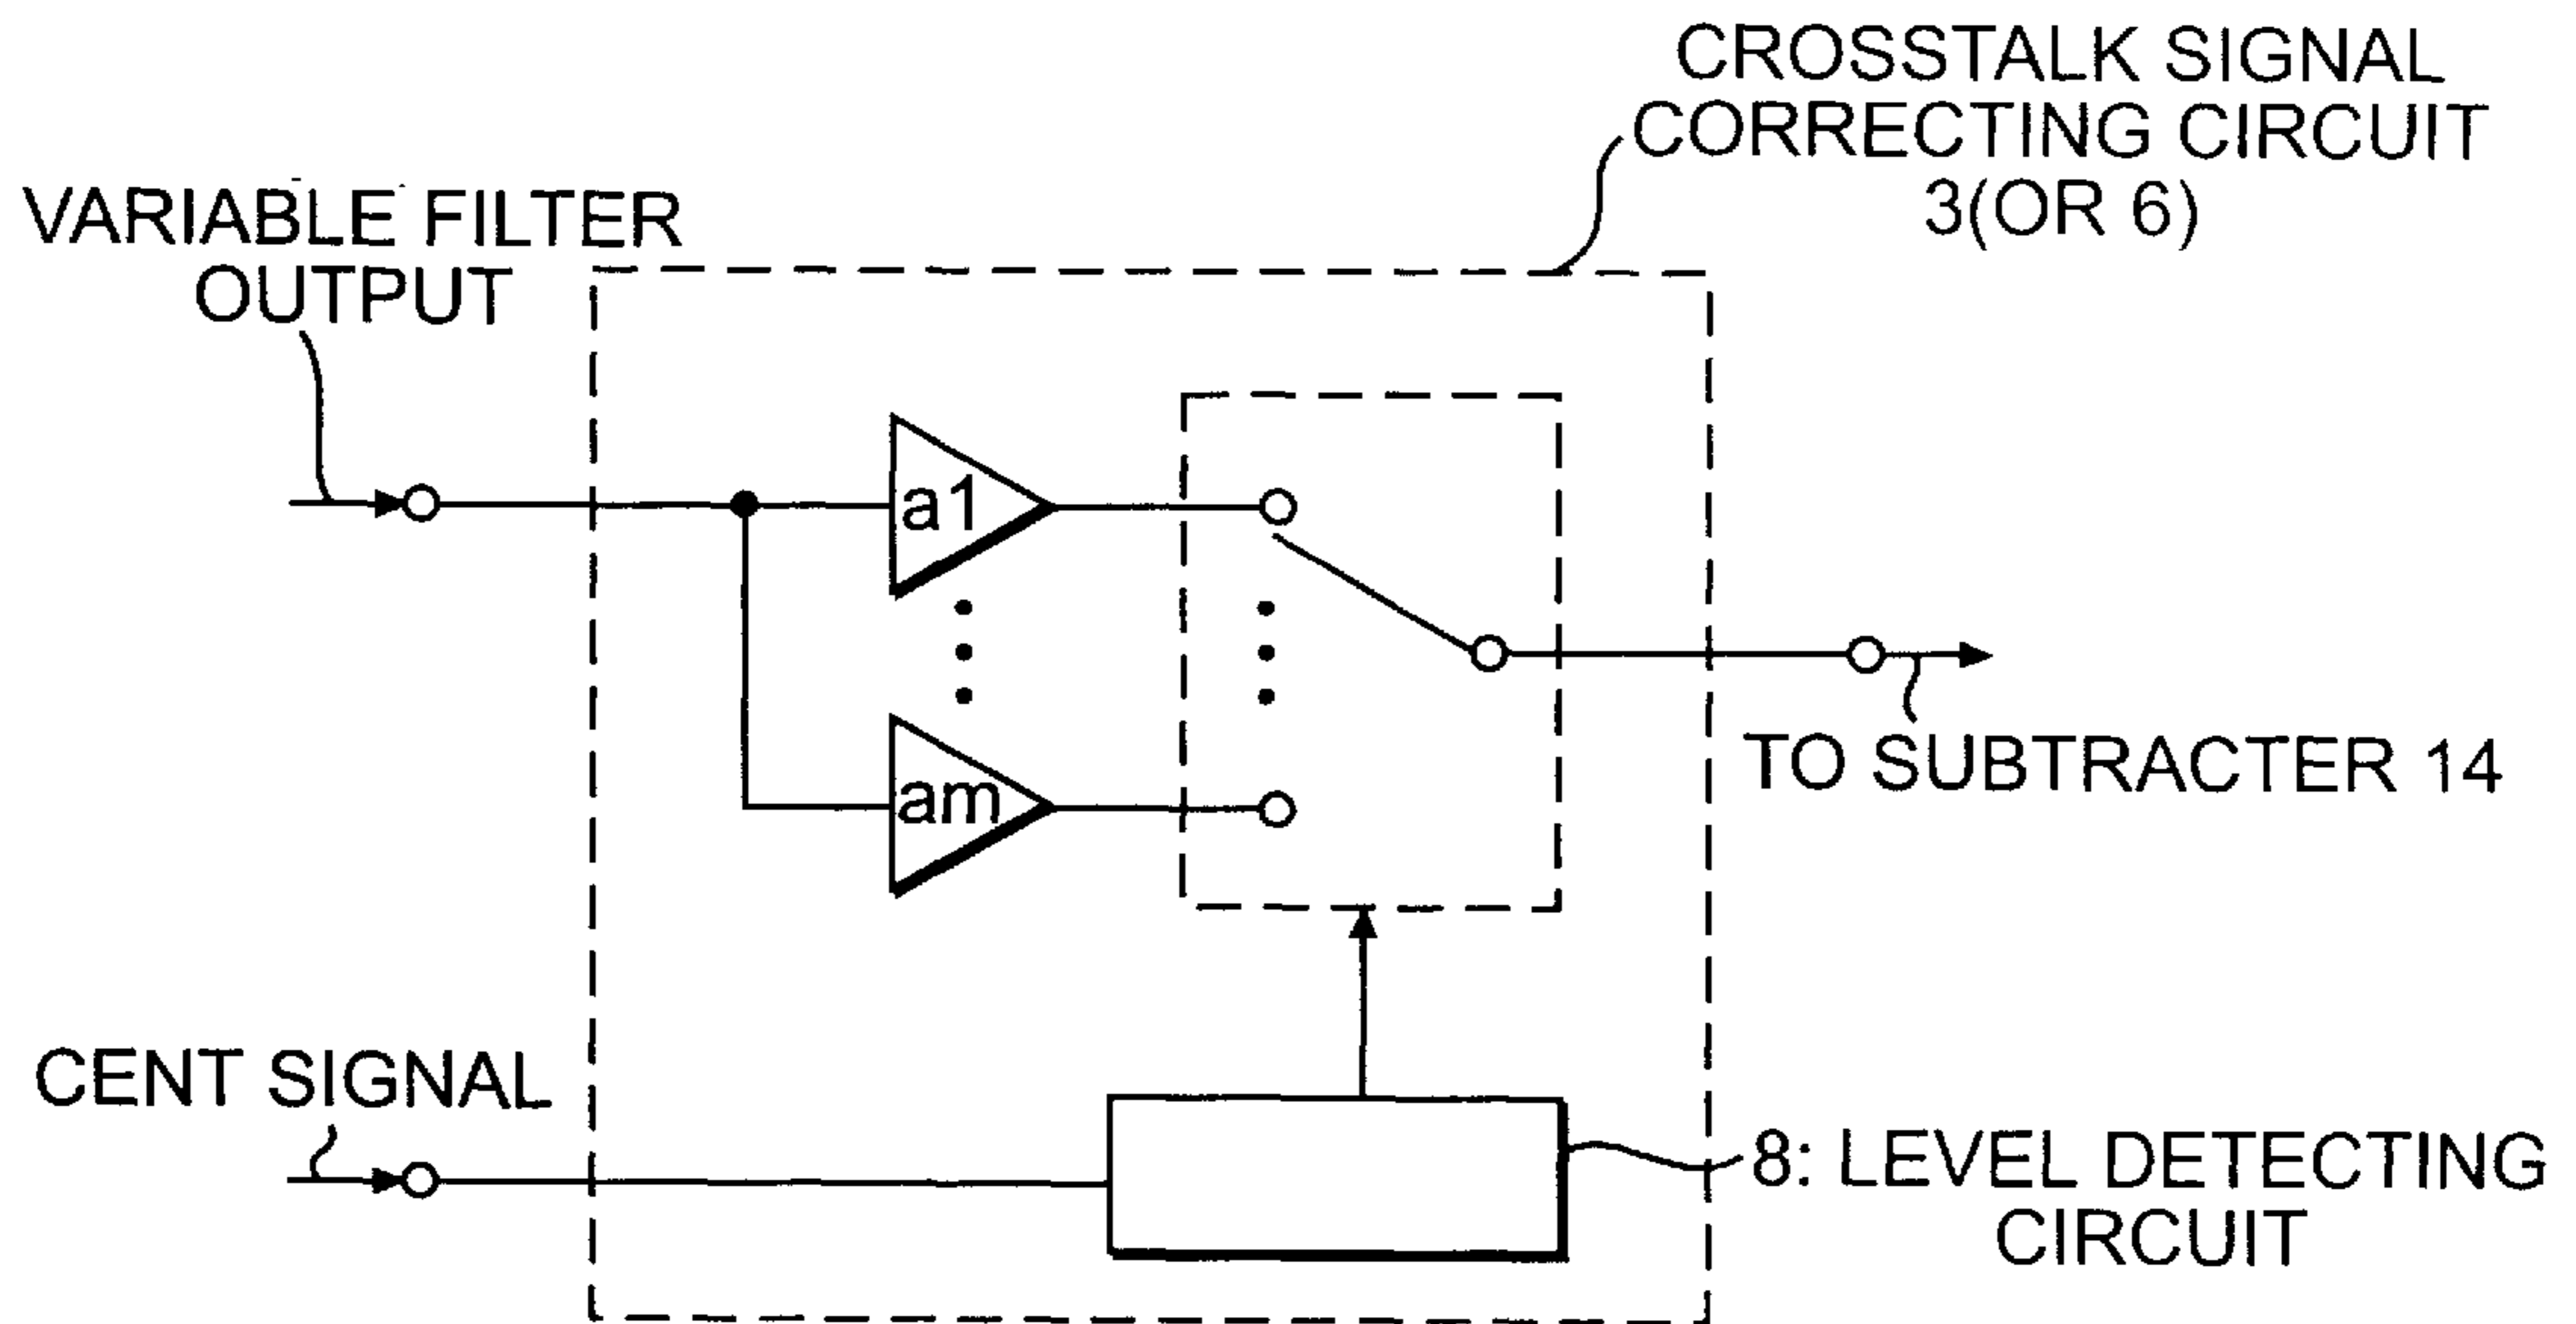 CROSSTALK SIGNAL
CORRECTING CIRCUIT
3(OR 6)
VARIABLE FILTER
OUTPUT
a1
am
TO SUBTRACTER 14
CENT SIGNAL
8: LEVEL DETECTING
CIRCUIT